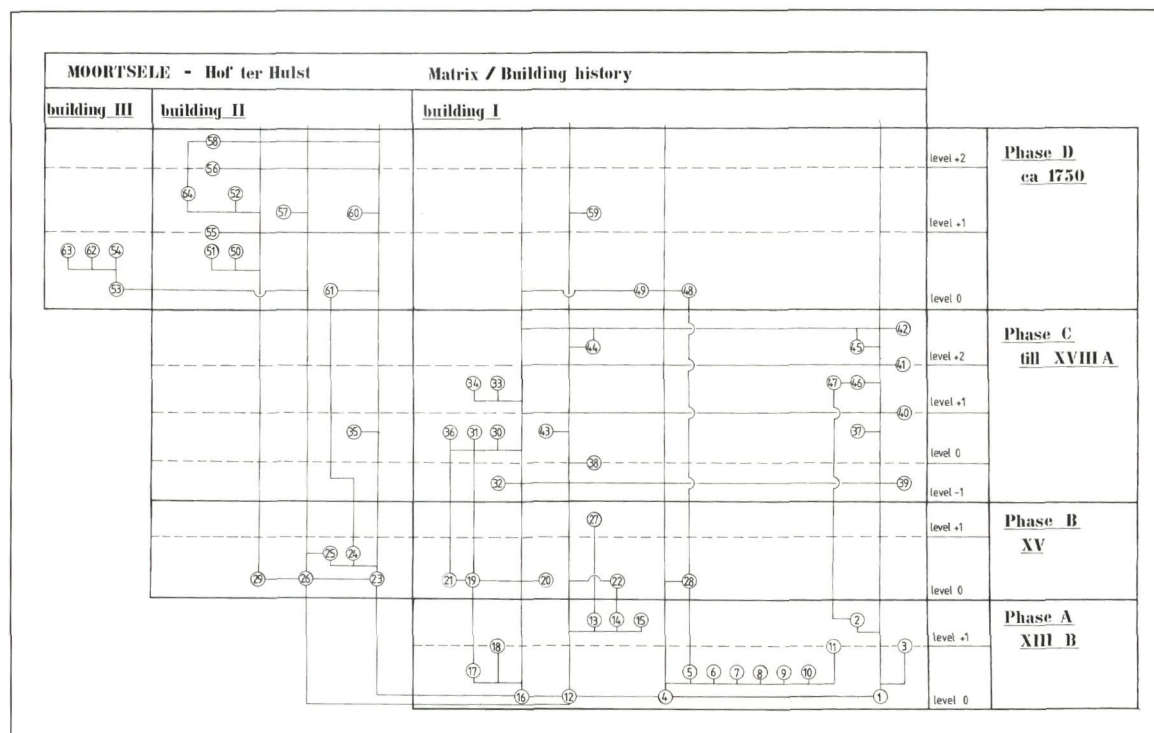 MOORTSELE - Hof ter Hulst Matrix / Building history
building III building II building I
58 level +2 Phase D
56 ca 1750
64 52
57 60 59
level +1
55
63 62 54 51 50
53 61 49 48 level 0
42 Phase C
44 45 till XVIII A
level +2
41
34 33 47 46
level +1
40
36 31 30 35 43 37
level 0
38
32 39
level -1
27 level +1 Phase B
XV
25 24
29 26 23 21 19 20 22 28
level 0
13 14 15 2 Phase A
level +1 XIII B
18 11 3
17 5 6 7 8 9 10
16 12 4 1 level 0